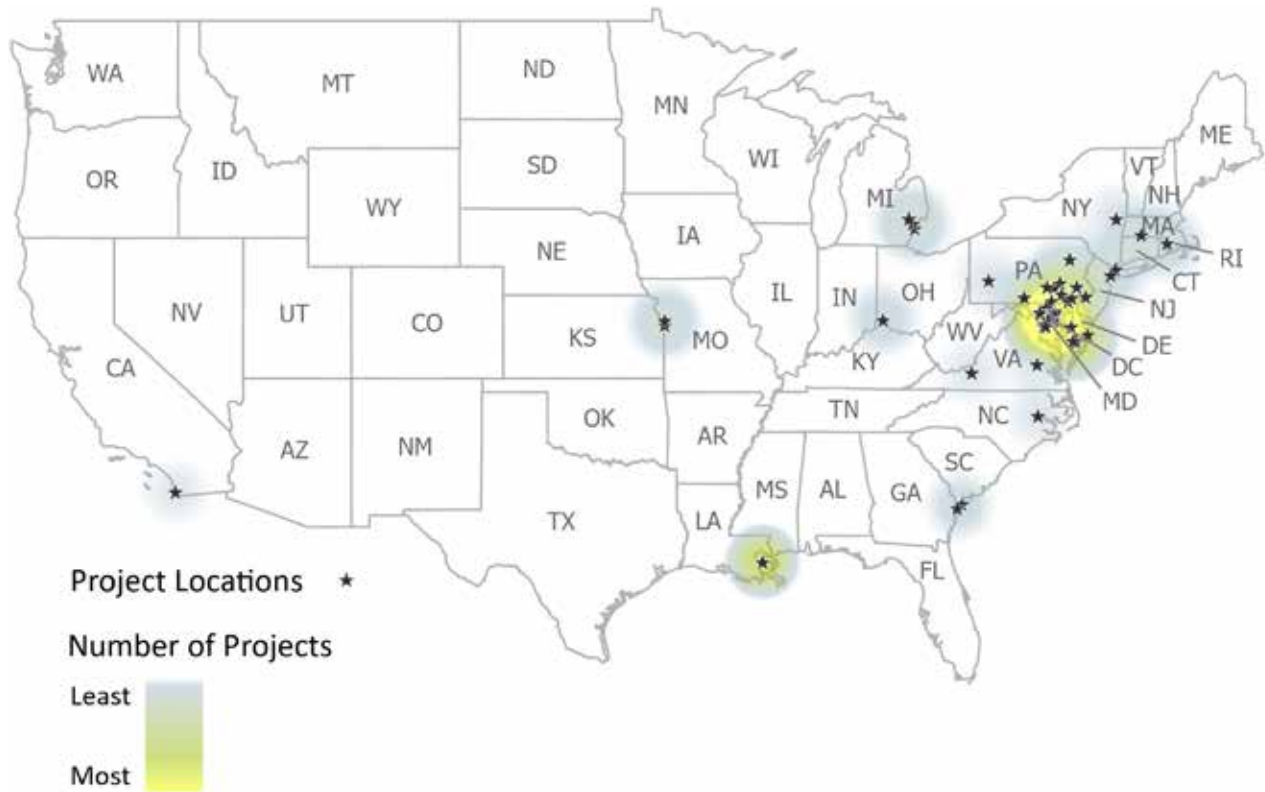 WA
MT
ND
MN
ME
OR
ID
SD
WI
VT
NH
WY
MI
NY
MA
NE
IA
RI
PA
CT
NV
UT
CO
IL
IN
OH
NJ
KS
MO
WV
DE
CA
KY
VA
DC
MD
AZ
NM
OK
TN
NC
AR
SC
TX
LA
MS
AL
GA
FL
Project Locations
Number of Projects
Least
Most